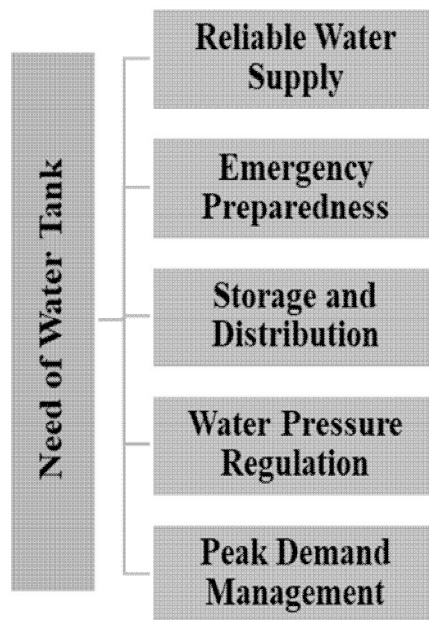 Need of Water Tank
Reliable Water
Supply
Emergency
Preparedness
Storage and
Distribution
Water Pressure
Regulation
Peak Demand
Management